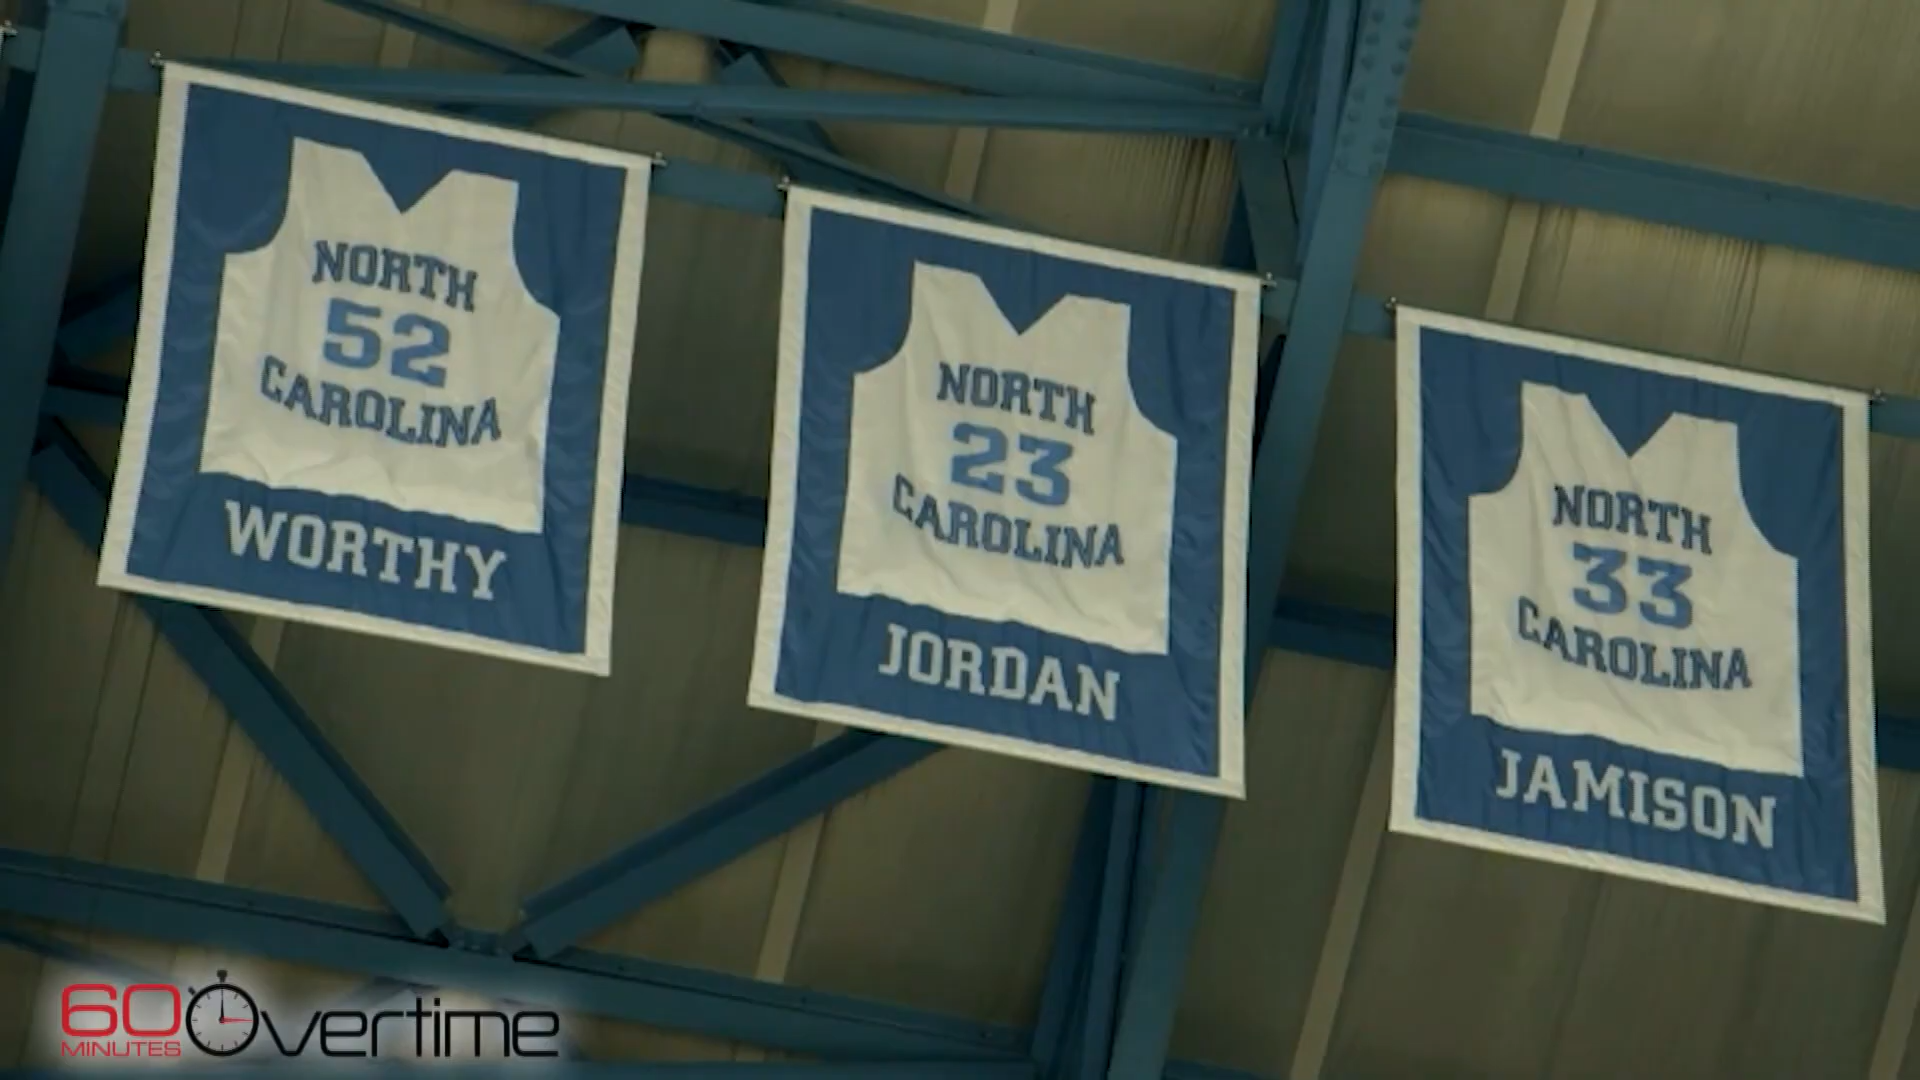 NORTH
52
CAROLINA
WORTHY
NORTH
23
CAROLINA
JORDAN
NORTH
33
CAROLINA
JAMISON
60 Overtime
MINUTES